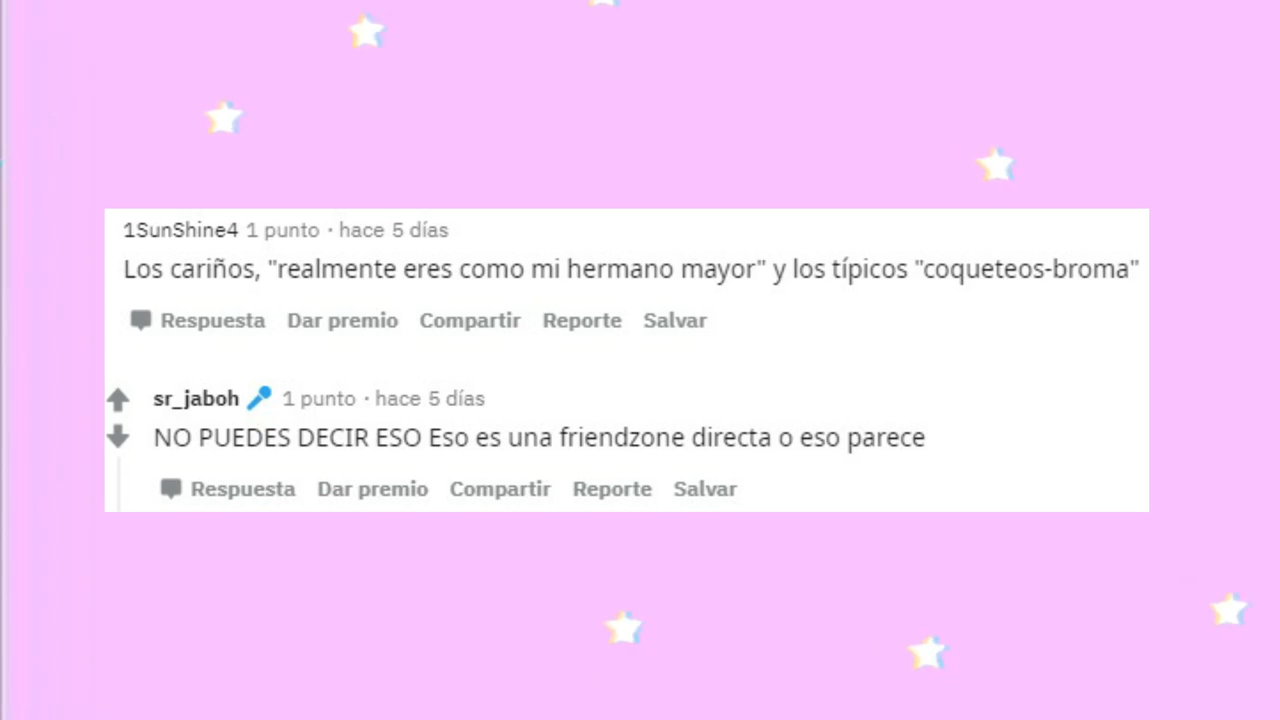 1SunShine4 1 punto · hace 5 días
Los cariños, "realmente eres como mi hermano mayor" y los típicos "coqueteos-broma"
Respuesta Dar premio Compartir Reporte Salvar
sr_jaboh 1 punto · hace 5 días
NO PUEDES DECIR ESO Eso es una friendzone directa o eso parece
Respuesta Dar premio Compartir Reporte Salvar